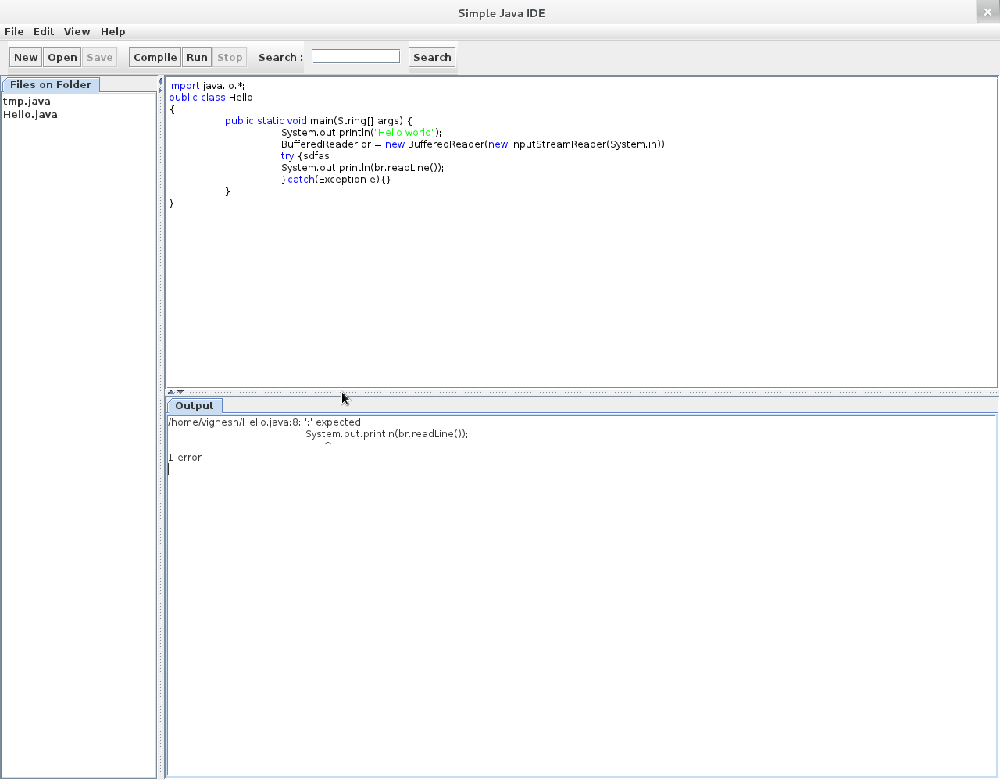 Simple Java IDE
File Edit View Help
New Open Save Compile Run Stop Search : Search
Files on Folder
tmp.java
Hello.java
import java.io.*;
public class Hello
{
public static void main(String[] args) {
System.out.println("Hello world");
BufferedReader br = new BufferedReader(new InputStreamReader(System.in));
try {sdfas
System.out.println(br.readLine());
}catch(Exception e){}
}
}
Output
/home/vignesh/Hello.java:8: ';' expected
System.out.println(br.readLine());
^
1 error